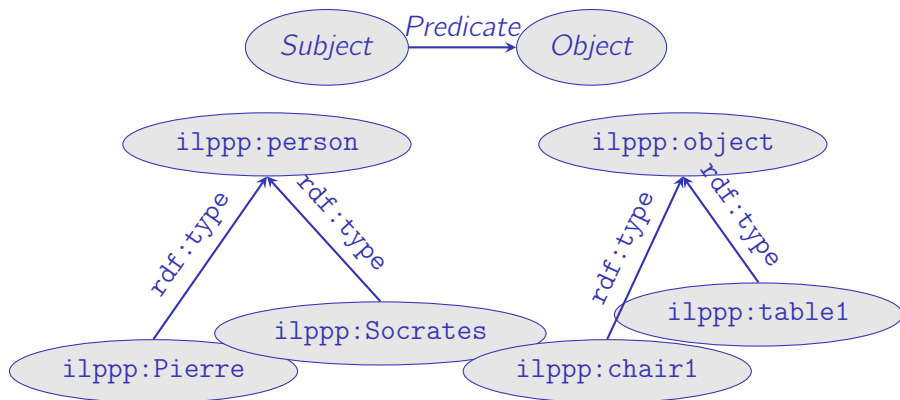 Predicate
Subject
Object
ilppp:person
ilppp:object
rdf:type
rdf:type
rdf:type
rdf:type
ilppp:table1
ilppp:Socrates
ilppp:Pierre
ilppp:chair1